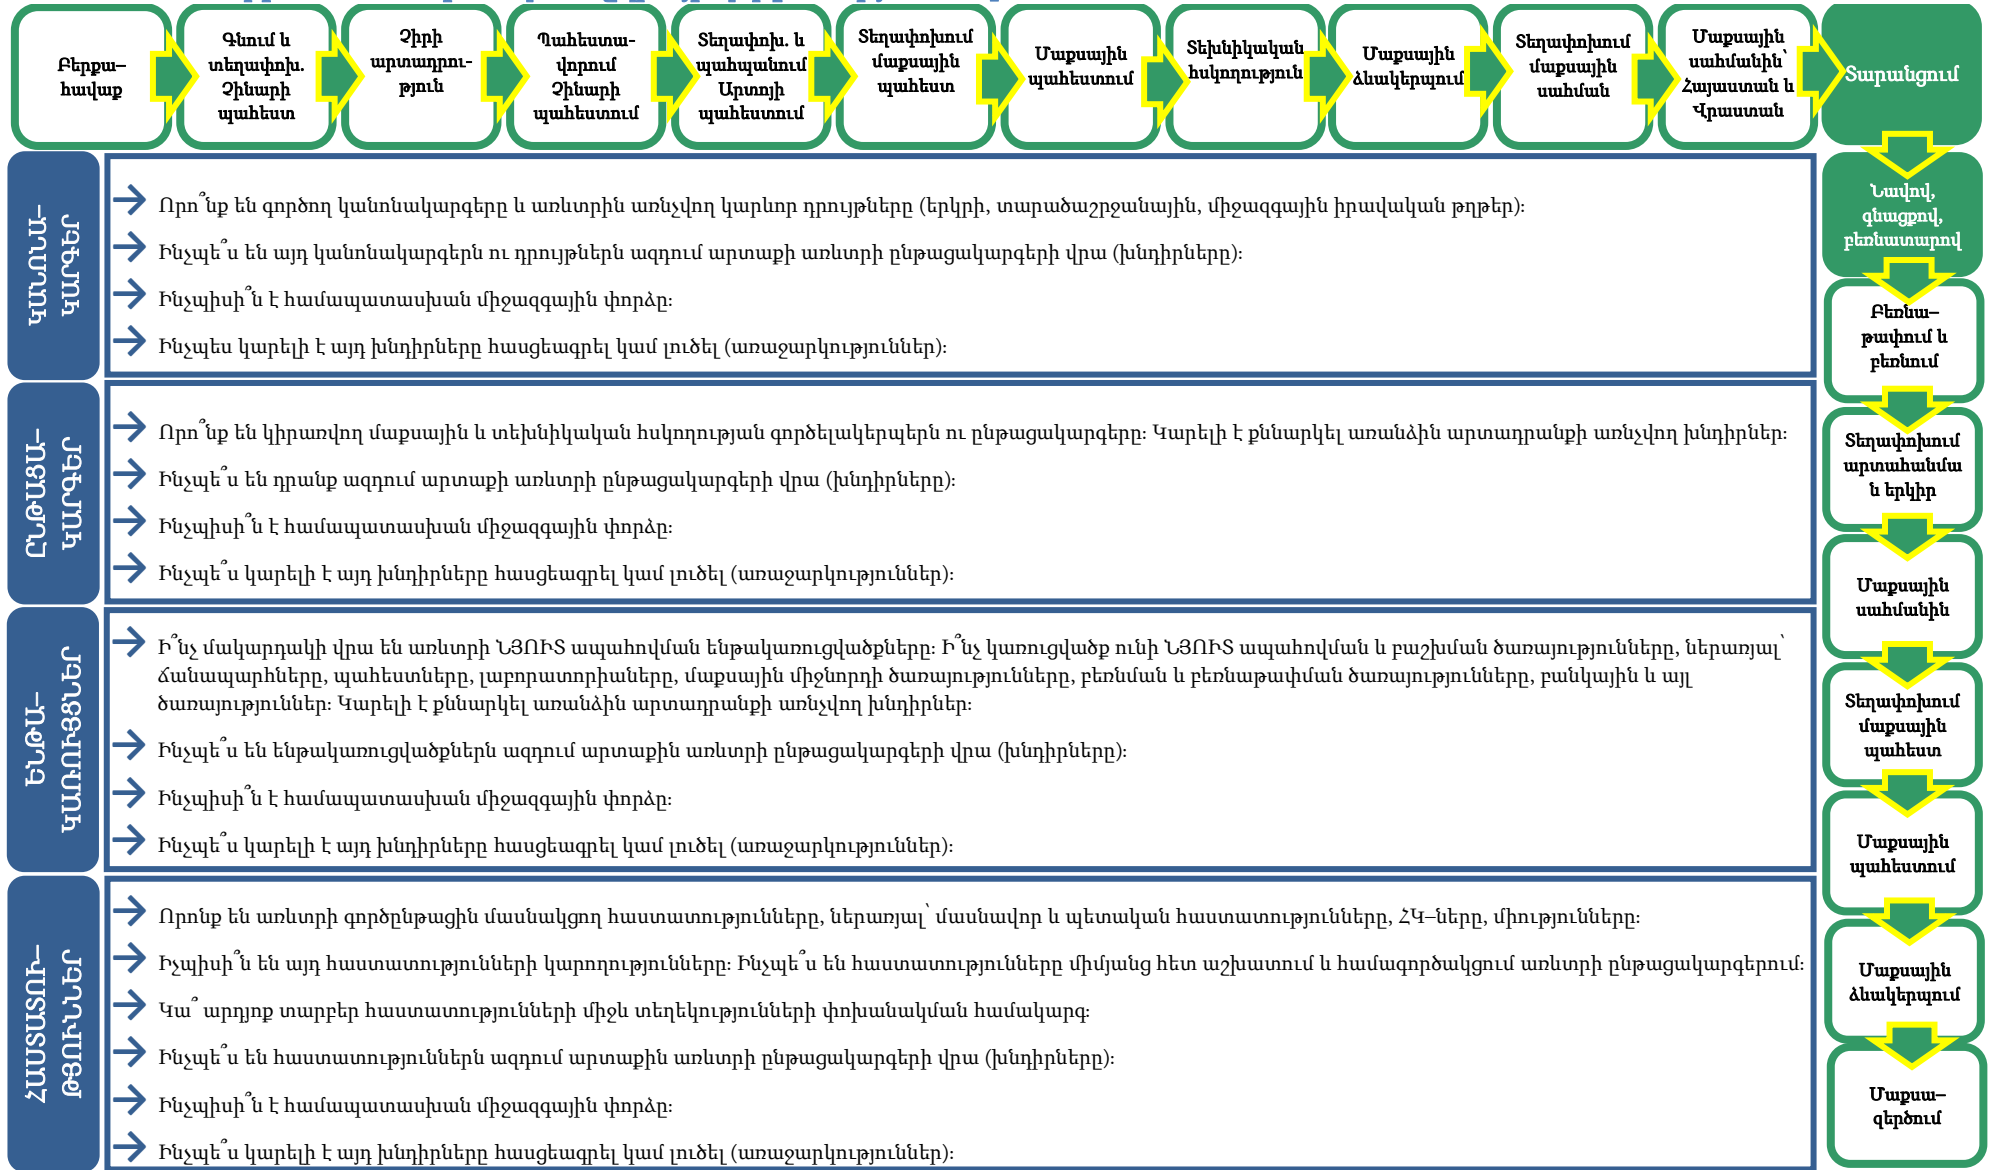 Բերքա–
հավաք
Գնում և
տեղափոխ.
Չինարի
պահեստ
Չիրի
արտադրու-
թյուն
Պահեստա-
վորում
Չինարի
պահեստում
Տեղափոխ. և
պահպանում
Արտոյի
պահեստում
Տեղափոխում
մաքսային
պահեստ
Մաքսային
պահեստում
Տեխնիկական
հսկողություն
Մաքսային
ձևակերպում
Տեղափոխում
մաքսային
սահման
Մաքսային
սահմանին՝
Հայաստան և
Վրաստան
Տարանցում
ԿԱՆՈՆԱ–
ԿԱՐԳԵՐ
Որո՞նք են գործող կանոնակարգերը և առևտրին առնչվող կարևոր դրույթները (երկրի, տարածաշրջանային, միջազգային իրավական թղթեր)։
Ինչպե՞ս են այդ կանոնակարգերն ու դրույթներն ազդում արտաքի առևտրի ընթացակարգերի վրա (խնդիրները)։
Ինչպիսի՞ն է համապատասխան միջազգային փորձը։
Ինչպես կարելի է այդ խնդիրները հասցեագրել կամ լուծել (առաջարկություններ)։
ԸՆԹԱՑԱ–
ԿԱՐԳԵՐ
Որո՞նք են կիրառվող մաքսային և տեխնիկական հսկողության գործելակերպերն ու ընթացակարգերը։ Կարելի է քննարկել առանձին արտադրանքի առնչվող խնդիրներ։
Ինչպե՞ս են դրանք ազդում արտաքի առևտրի ընթացակարգերի վրա (խնդիրները)։
Ինչպիսի՞ն է համապատասխան միջազգային փորձը։
Ինչպե՞ս կարելի է այդ խնդիրները հասցեագրել կամ լուծել (առաջարկություններ)։
ԵՆԹԱ–
ԿԱՌՈՒՅՑՆԵՐ
Ի՞նչ մակարդակի վրա են առևտրի ՆՅՈՒՏ ապահովման ենթակառուցվածքները։ Ի՞նչ կառուցվածք ունի ՆՅՈՒՏ ապահովման և բաշխման ծառայությունները, ներառյալ՝
ճանապարհները, պահեստները, լաբորատորիաները, մաքսային միջնորդի ծառայությունները, բեռնման և բեռնաթափման ծառայությունները, բանկային և այլ
ծառայություններ։ Կարելի է քննարկել առանձին արտադրանքի առնչվող խնդիրներ։
Ինչպե՞ս են ենթակառուցվածքներն ազդում արտաքին առևտրի ընթացակարգերի վրա (խնդիրները)։
Ինչպիսի՞ն է համապատասխան միջազգային փորձը։
Ինչպե՞ս կարելի է այդ խնդիրները հասցեագրել կամ լուծել (առաջարկություններ)։
ՀԱՍՏԱՏՈՒ–
ԹՅՈՒՆՆԵՐ
Որոնք են առևտրի գործընթացին մասնակցող հաստատությունները, ներառյալ՝ մասնավոր և պետական հաստատությունները, ՀԿ–ները, միությունները։
Իչպիսի՞ն են այդ հաստատությունների կարողությունները։ Ինչպե՞ս են հաստատությունները միմյանց հետ աշխատում և համագործակցում առևտրի ընթացակարգերում։
Կա՞ արդյոք տարբեր հաստատությունների միջև տեղեկությունների փոխանակման համակարգ։
Ինչպե՞ս են հաստատություններն ազդում արտաքին առևտրի ընթացակարգերի վրա (խնդիրները)։
Ինչպիսի՞ն է համապատասխան միջազգային փորձը։
Ինչպե՞ս կարելի է այդ խնդիրները հասցեագրել կամ լուծել (առաջարկություններ)։
Նավով,
գնացքով,
բեռնատարով
Բեռնա–
թափում և
բեռնում
Տեղափոխում
արտահանմա
ն երկիր
Մաքսային
սահմանին
Տեղափոխում
մաքսային
պահեստ
Մաքսային
պահեստում
Մաքսային
ձևակերպում
Մաքսա–
զերծում